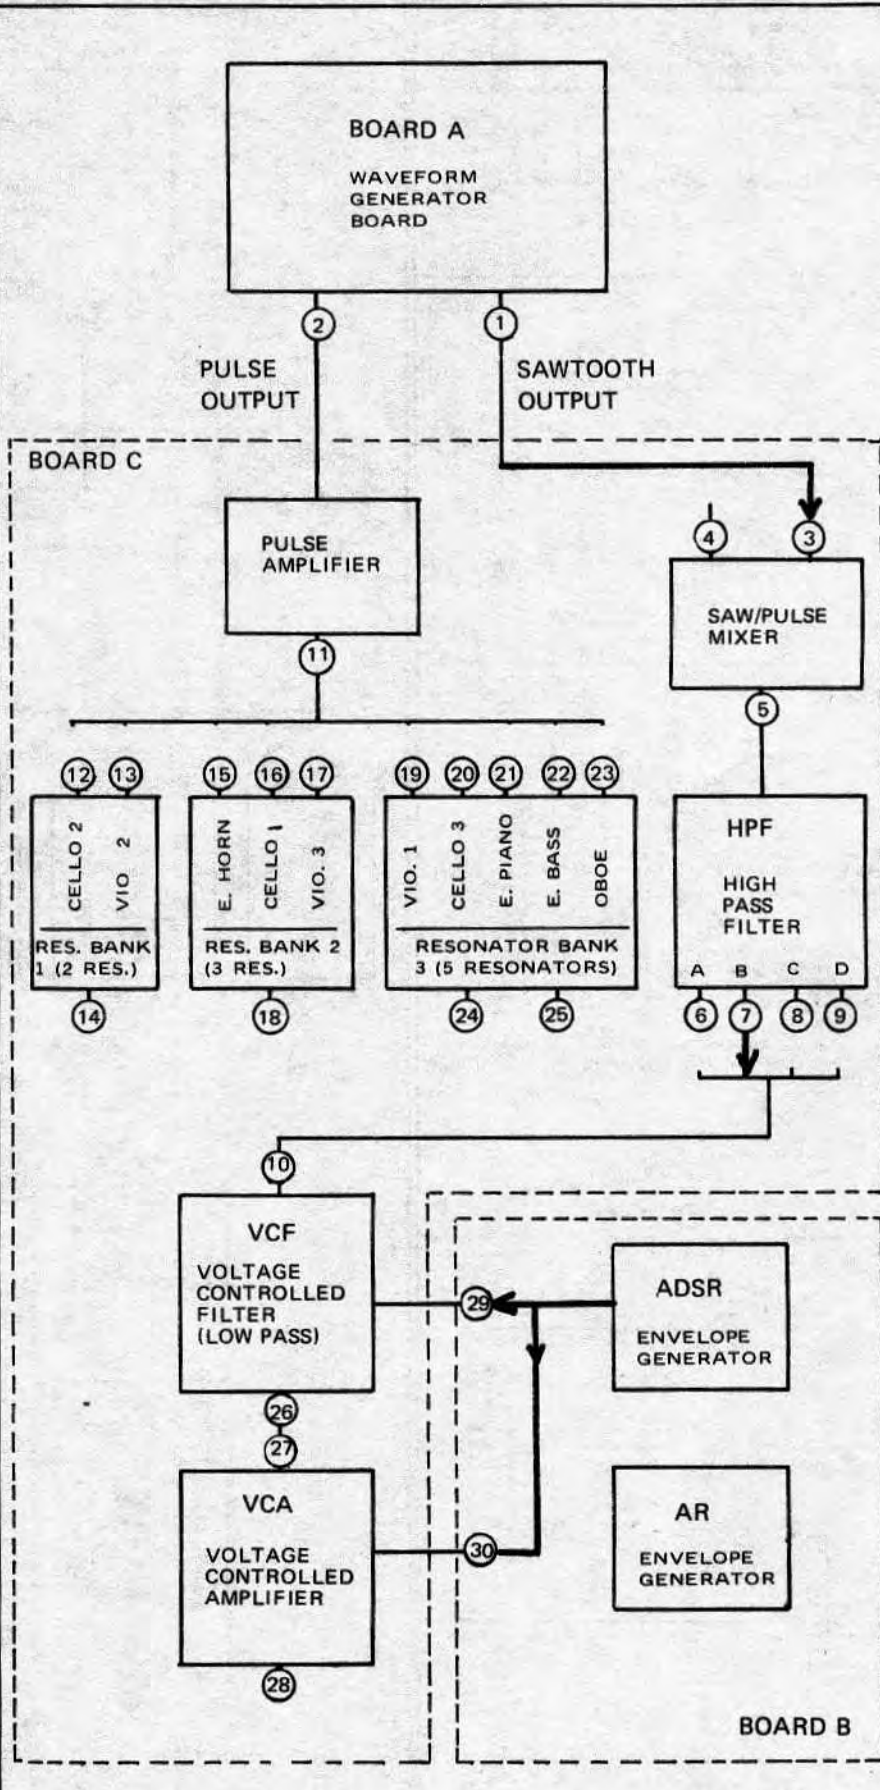 BOARD A
WAVEFORM
GENERATOR
BOARD
2
1
PULSE
OUTPUT
SAWTOOTH
OUTPUT
BOARD C
PULSE
AMPLIFIER
4
3
SAW/PULSE
MIXER
11
5
12
13
15
16
17
19
20
21
22
23
CELLO 2
VIO 2
E. HORN
CELLO 1
VIO. 3
VIO. 1
CELLO 3
E. PIANO
E. BASS
OBOE
RES. BANK
1 (2 RES.)
RES. BANK 2
(3 RES.)
RESONATOR BANK
3 (5 RESONATORS)
HPF
HIGH
PASS
FILTER
A B C D
14
18
24
25
6
7
8
9
10
VCF
VOLTAGE
CONTROLLED
FILTER
(LOW PASS)
29
ADSR
ENVELOPE
GENERATOR
26
27
VCA
VOLTAGE
CONTROLLED
AMPLIFIER
30
AR
ENVELOPE
GENERATOR
28
BOARD B